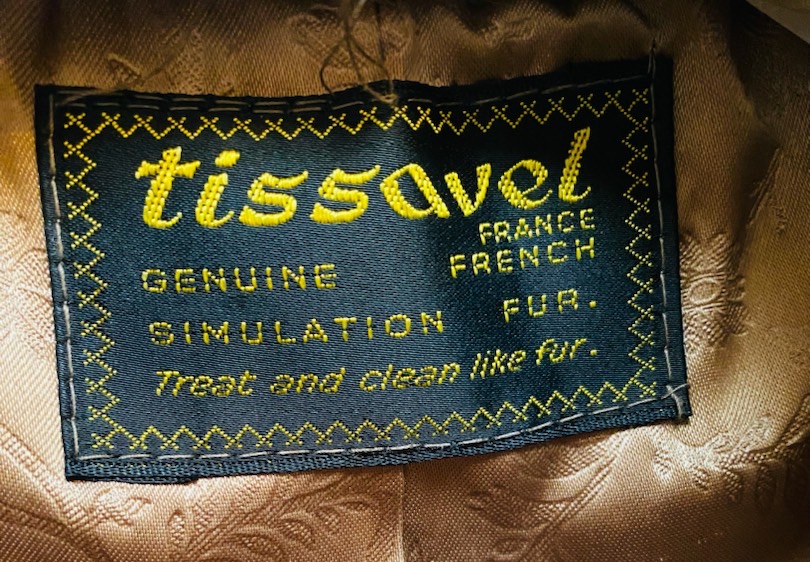 tissavel
FRANCE
GENUINE FRENCH
SIMULATION FUR.
Treat and clean like fur.